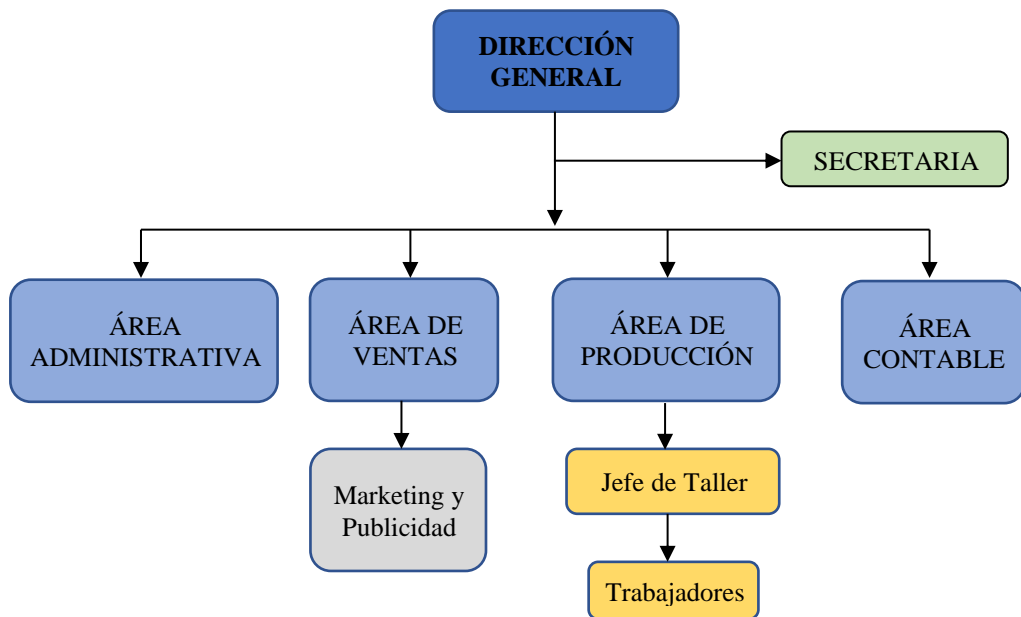 DIRECCIÓN
GENERAL
SECRETARIA
ÁREA
ADMINISTRATIVA
ÁREA DE
VENTAS
ÁREA DE
PRODUCCIÓN
ÁREA
CONTABLE
Marketing y
Publicidad
Jefe de Taller
Trabajadores